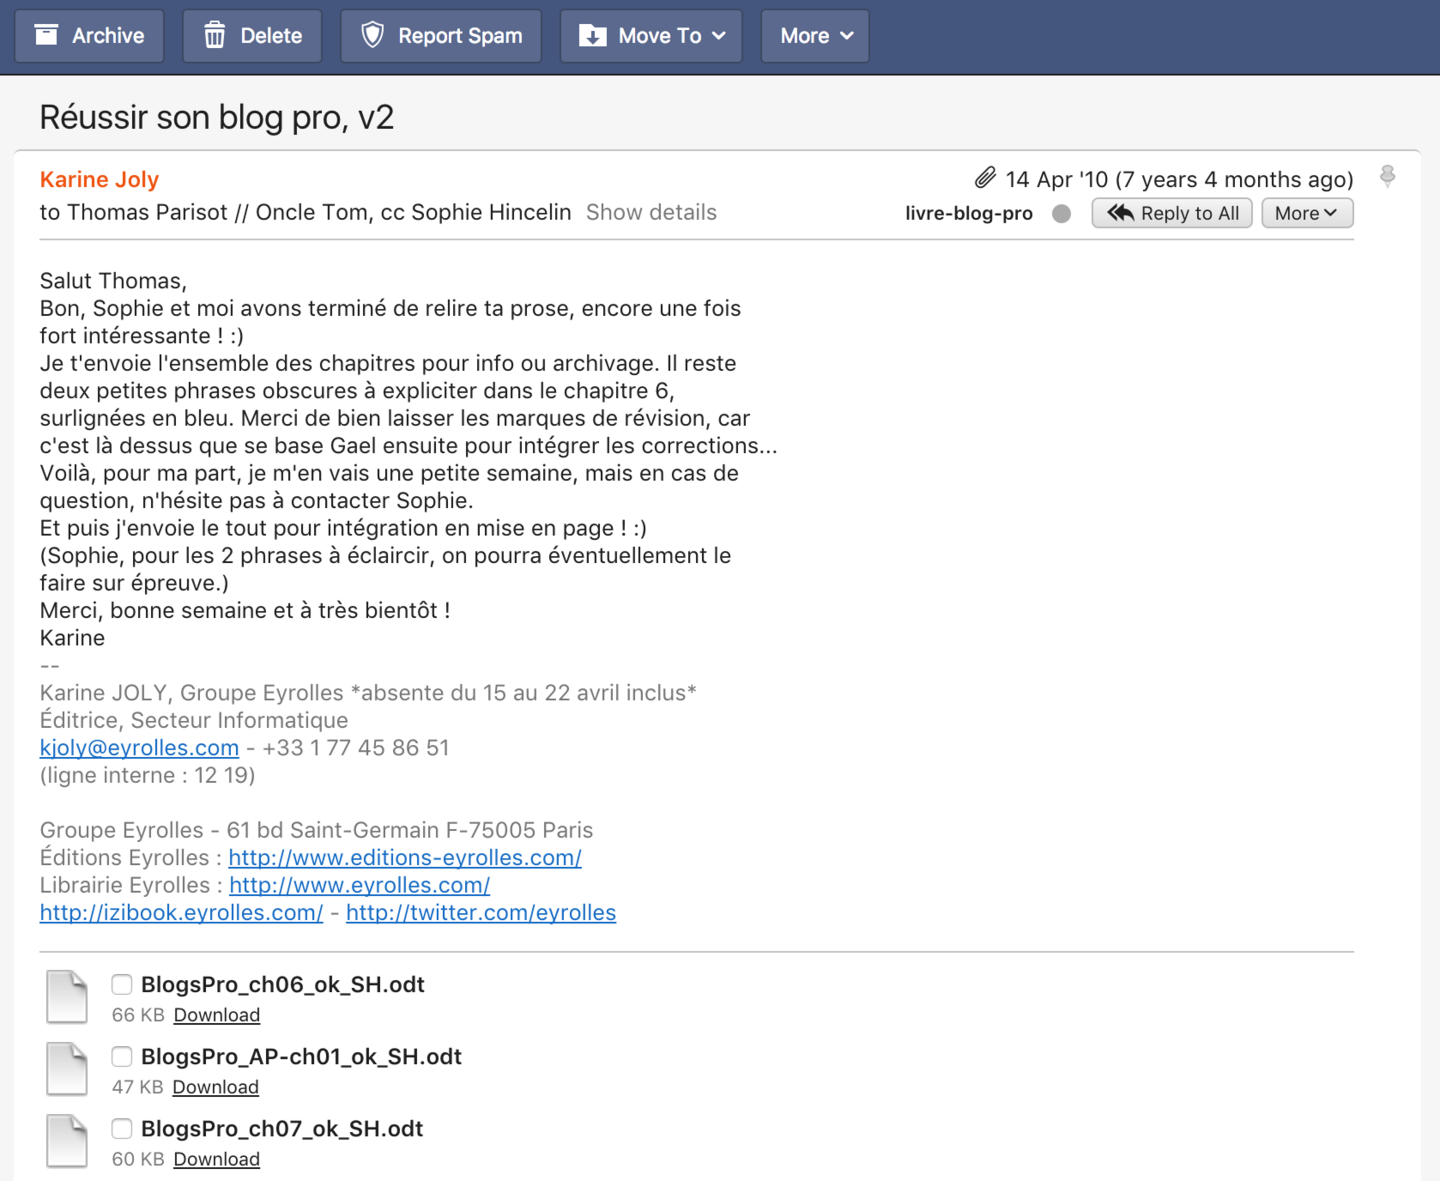 Archive Delete Report Spam Move To More
Réussir son blog pro, v2
Karine Joly 14 Apr '10 (7 years 4 months ago)
to Thomas Parisot // Oncle Tom, cc Sophie Hincelin Show details livre-blog-pro Reply to All More
Salut Thomas,
Bon, Sophie et moi avons terminé de relire ta prose, encore une fois
fort intéressante ! :)
Je t'envoie l'ensemble des chapitres pour info ou archivage. Il reste
deux petites phrases obscures à expliciter dans le chapitre 6,
surlignées en bleu. Merci de bien laisser les marques de révision, car
c'est là dessus que se base Gael ensuite pour intégrer les corrections...
Voilà, pour ma part, je m'en vais une petite semaine, mais en cas de
question, n'hésite pas à contacter Sophie.
Et puis j'envoie le tout pour intégration en mise en page ! :)
(Sophie, pour les 2 phrases à éclaircir, on pourra éventuellement le
faire sur épreuve.)
Merci, bonne semaine et à très bientôt !
Karine
--
Karine JOLY, Groupe Eyrolles *absente du 15 au 22 avril inclus*
Éditrice, Secteur Informatique
kjoly@eyrolles.com - +33 1 77 45 86 51
(ligne interne : 12 19)
Groupe Eyrolles - 61 bd Saint-Germain F-75005 Paris
Éditions Eyrolles : http://www.editions-eyrolles.com/
Librairie Eyrolles : http://www.eyrolles.com/
http://izibook.eyrolles.com/ - http://twitter.com/eyrolles
BlogsPro_ch06_ok_SH.odt
66 KB Download
BlogsPro_AP-ch01_ok_SH.odt
47 KB Download
BlogsPro_ch07_ok_SH.odt
60 KB Download